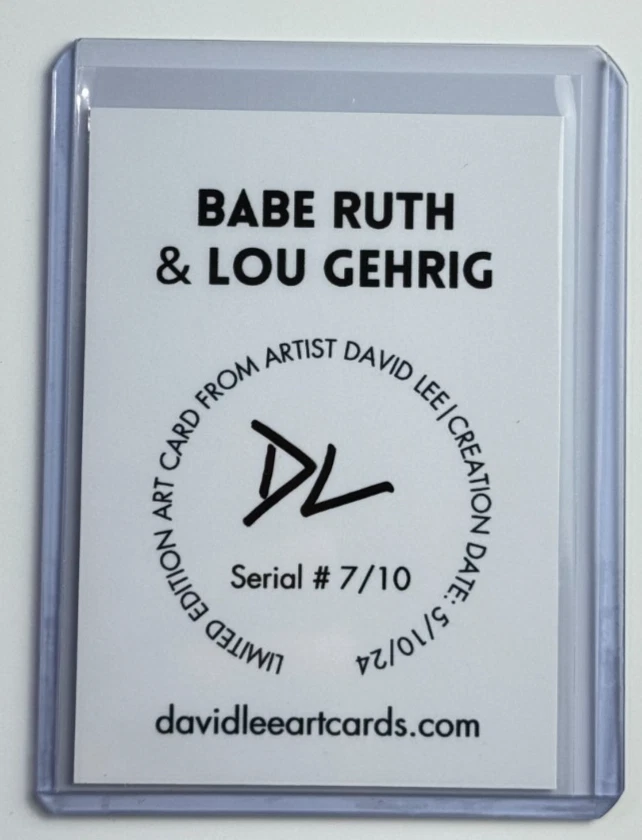 BABE RUTH
& LOU GEHRIG
LIMITED EDITION ART CARD FROM ARTIST DAVID LEE|CREATION DATE: 5/10/24
DL
Serial # 7/10
davidleeartcards.com